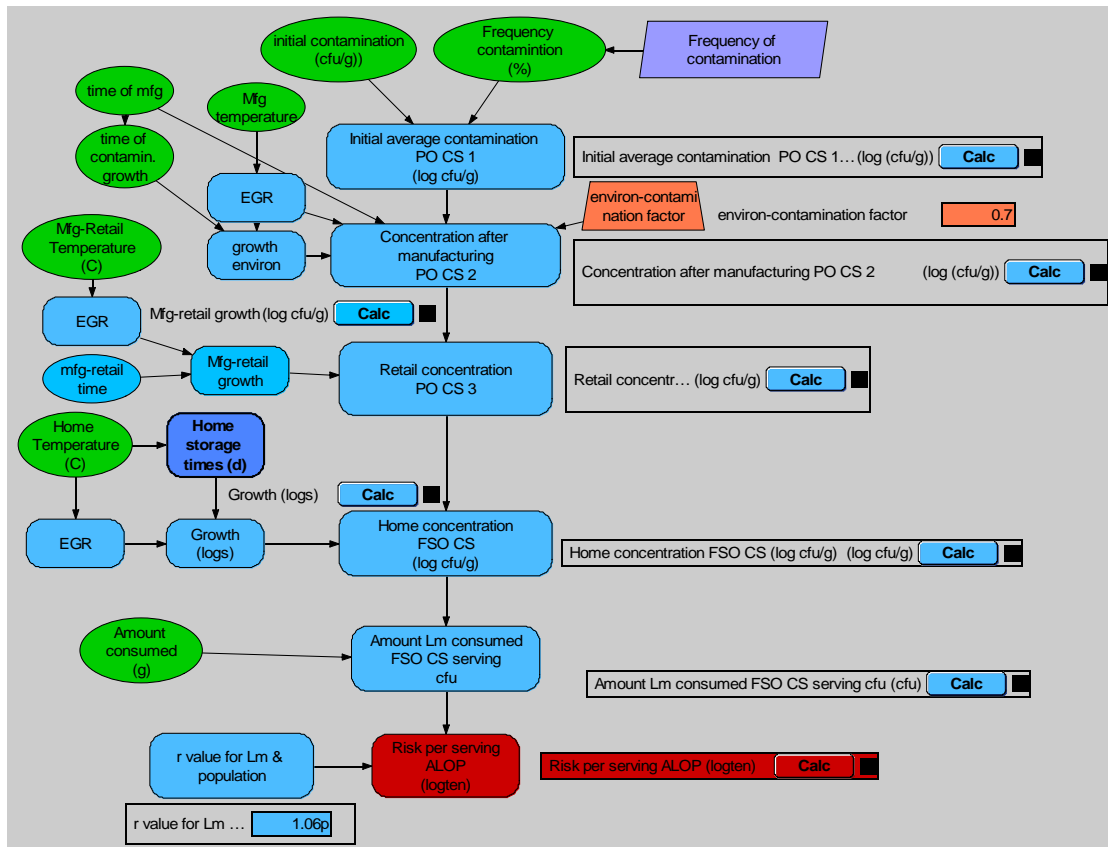 initial contamination
(cfu/g))
Frequency
contamintion
(%)
Frequency of
contamination
time of mfg
Mfg
temperature
time of
contamin.
growth
Initial average contamination
PO CS 1
(log cfu/g)
Initial average contamination PO CS 1… (log (cfu/g)) Calc
EGR
environ-contami
nation factor
environ-contamination factor 0.7
Mfg-Retail
Temperature
(C)
growth
environ
Concentration after
manufacturing
PO CS 2
Concentration after manufacturing PO CS 2 (log (cfu/g)) Calc
EGR
Mfg-retail growth (log cfu/g) Calc
mfg-retail
time
Mfg-retail
growth
Retail concentration
PO CS 3
Retail concentr… (log cfu/g) Calc
Home
Temperature
(C)
Home
storage
times (d)
Growth (logs) Calc
EGR
Growth
(logs)
Home concentration
FSO CS
(log cfu/g)
Home concentration FSO CS (log cfu/g) (log cfu/g) Calc
Amount
consumed
(g)
Amount Lm consumed
FSO CS serving
cfu
Amount Lm consumed FSO CS serving cfu (cfu) Calc
r value for Lm &
population
Risk per serving
ALOP
(logten)
Risk per serving ALOP (logten) Calc
r value for Lm … 1.06p